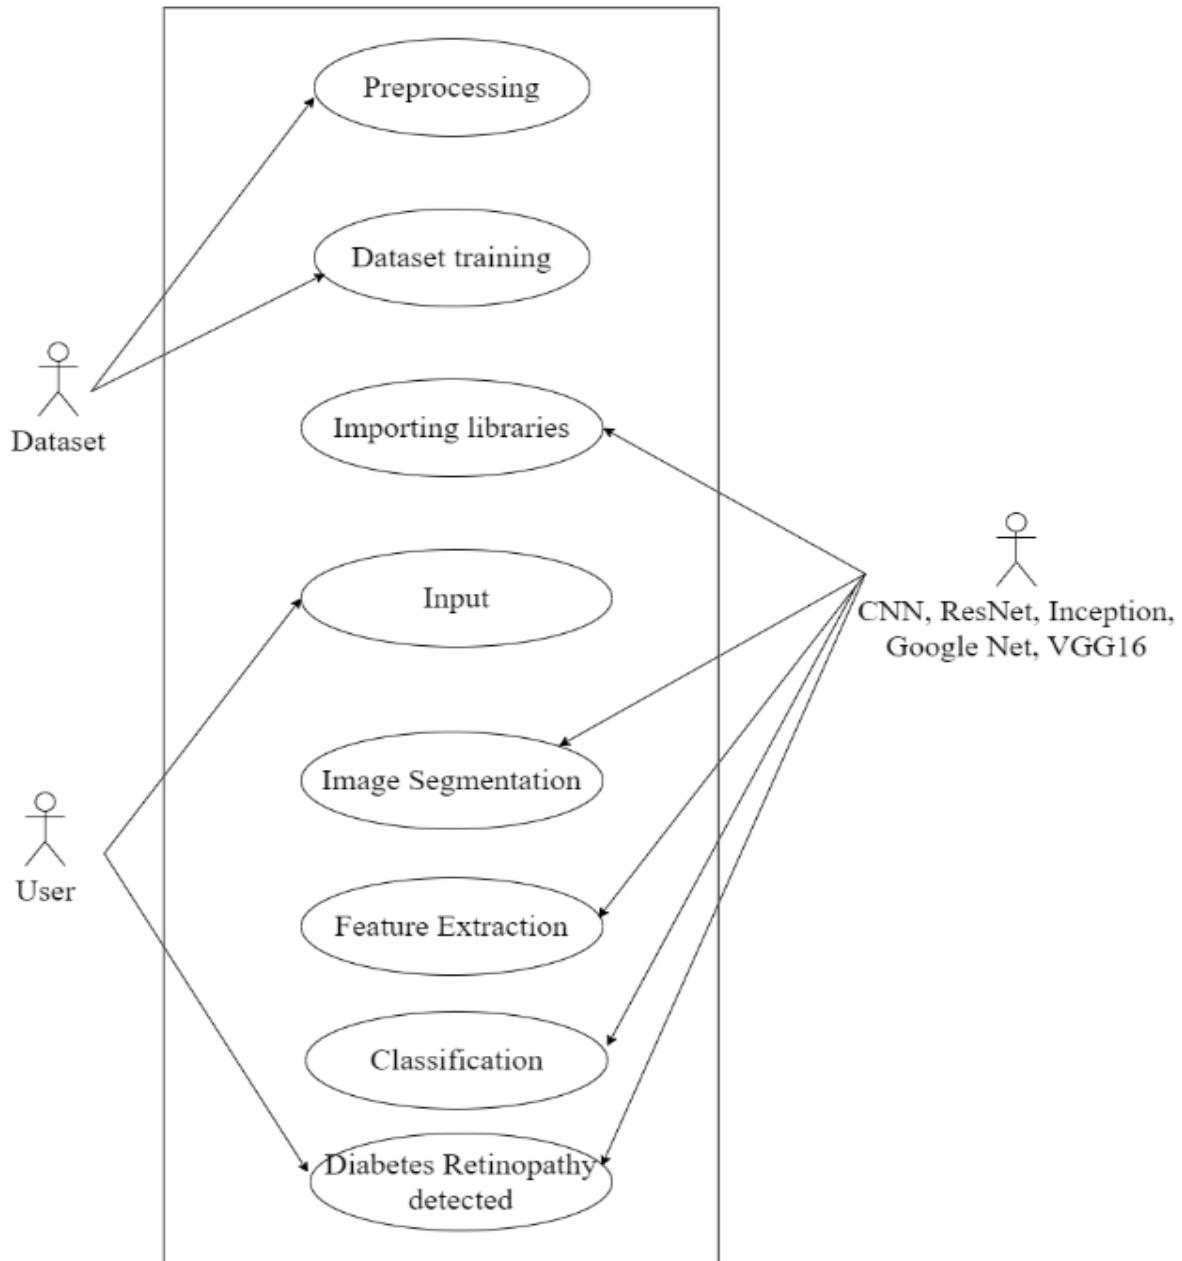 Preprocessing
Dataset training
Dataset
Importing libraries
Input
CNN, ResNet, Inception,
Google Net, VGG16
Image Segmentation
User
Feature Extraction
Classification
Diabetes Retinopathy
detected